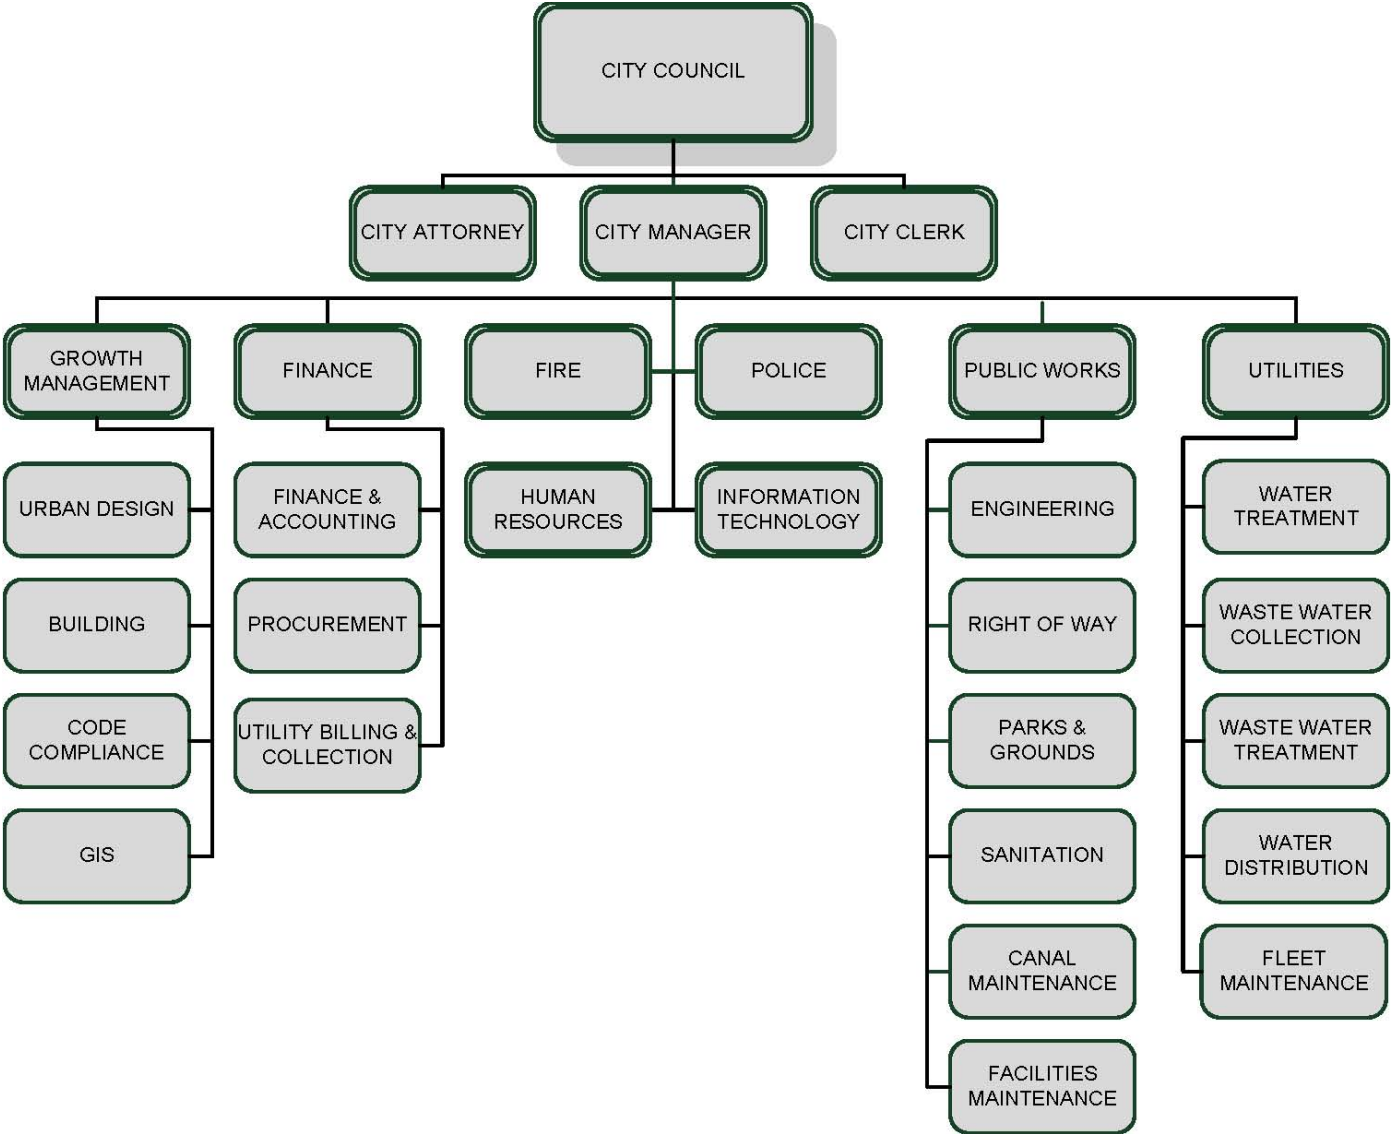 CITY COUNCIL
CITY ATTORNEY
CITY MANAGER
CITY CLERK
GROWTH
MANAGEMENT
FINANCE
FIRE
POLICE
PUBLIC WORKS
UTILITIES
URBAN DESIGN
BUILDING
CODE
COMPLIANCE
GIS
FINANCE &
ACCOUNTING
PROCUREMENT
UTILITY BILLING &
COLLECTION
HUMAN
RESOURCES
INFORMATION
TECHNOLOGY
ENGINEERING
RIGHT OF WAY
PARKS &
GROUNDS
SANITATION
CANAL
MAINTENANCE
FACILITIES
MAINTENANCE
WATER
TREATMENT
WASTE WATER
COLLECTION
WASTE WATER
TREATMENT
WATER
DISTRIBUTION
FLEET
MAINTENANCE